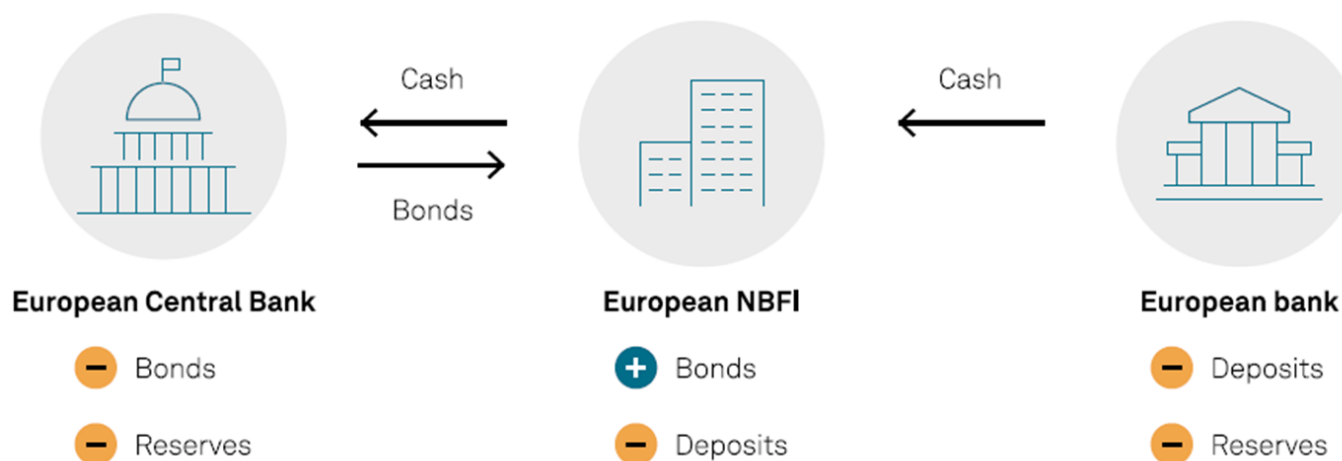 Cash
Cash
Bonds
European Central Bank
European NBFI
European bank
Bonds
Bonds
Deposits
Reserves
Deposits
Reserves